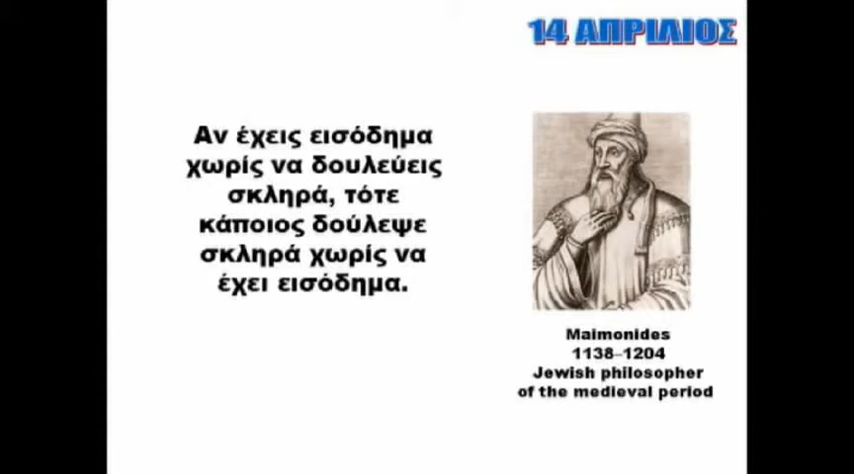 14 ΑΠΡΙΛΙΟΣ
Αν έχεις εισόδημα
χωρίς να δουλεύεις
σκληρά, τότε
κάποιος δούλεψε
σκληρά χωρίς να
έχει εισόδημα.
Maimonides
1138–1204
Jewish philosopher
of the medieval period